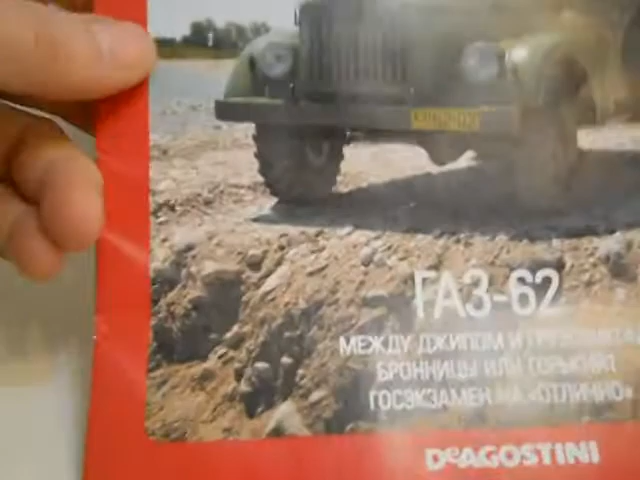 ГАЗ-62
МЕЖДУ ДЖИПОМ И
БРОННИЦЫ ИЛИ ГОРЬКИЙ?
ГОСЭКЗАМЕН НА «ОТЛИЧНО»
DEAGOSTINI